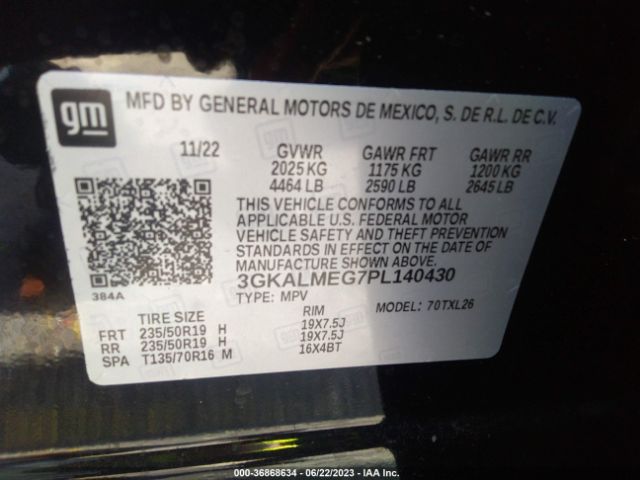 gm
MFD BY GENERAL MOTORS DE MEXICO, S. DE R.L. DE C.V.
11/22 GVWR GAWR FRT GAWR RR
2025 KG 1175 KG 1200 KG
4464 LB 2590 LB 2645 LB
THIS VEHICLE CONFORMS TO ALL
APPLICABLE U.S. FEDERAL MOTOR
VEHICLE SAFETY AND THEFT PREVENTION
STANDARDS IN EFFECT ON THE DATE OF
MANUFACTURE SHOWN ABOVE.
384A 3GKALMEG7PL140430
TYPE: MPV MODEL: 70TXL26
TIRE SIZE RIM
FRT 235/50R19 H 19X7.5J
RR 235/50R19 H 19X7.5J
SPA T135/70R16 M 16X4BT
3-36868634 - 06/22/2023 - IAA Inc.